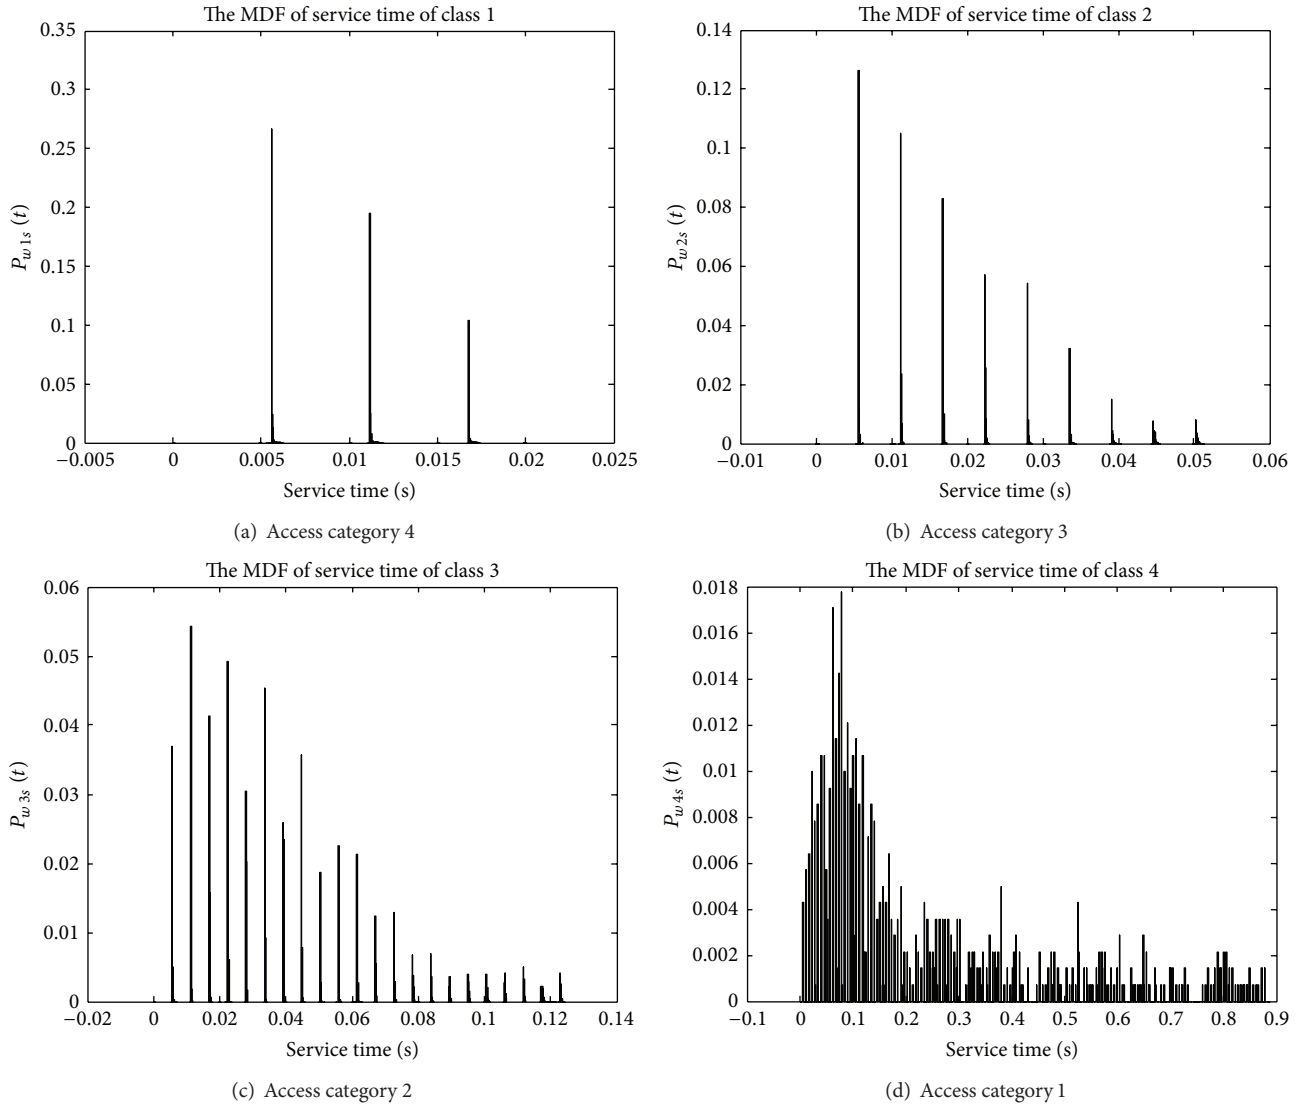 The MDF of service time of class 1
0.35
0.3
0.25
0.2
0.15
0.1
0.05
0
P_{w1s} (t)
−0.005 0 0.005 0.01 0.015 0.02 0.025
Service time (s)
(a) Access category 4
The MDF of service time of class 2
0.14
0.12
0.1
0.08
0.06
0.04
0.02
0
P_{w2s} (t)
−0.01 0 0.01 0.02 0.03 0.04 0.05 0.06
Service time (s)
(b) Access category 3
The MDF of service time of class 3
0.06
0.05
0.04
0.03
0.02
0.01
0
P_{w3s} (t)
−0.02 0 0.02 0.04 0.06 0.08 0.1 0.12 0.14
Service time (s)
(c) Access category 2
The MDF of service time of class 4
0.018
0.016
0.014
0.012
0.01
0.008
0.006
0.004
0.002
0
P_{w4s} (t)
−0.1 0 0.1 0.2 0.3 0.4 0.5 0.6 0.7 0.8 0.9
Service time (s)
(d) Access category 1